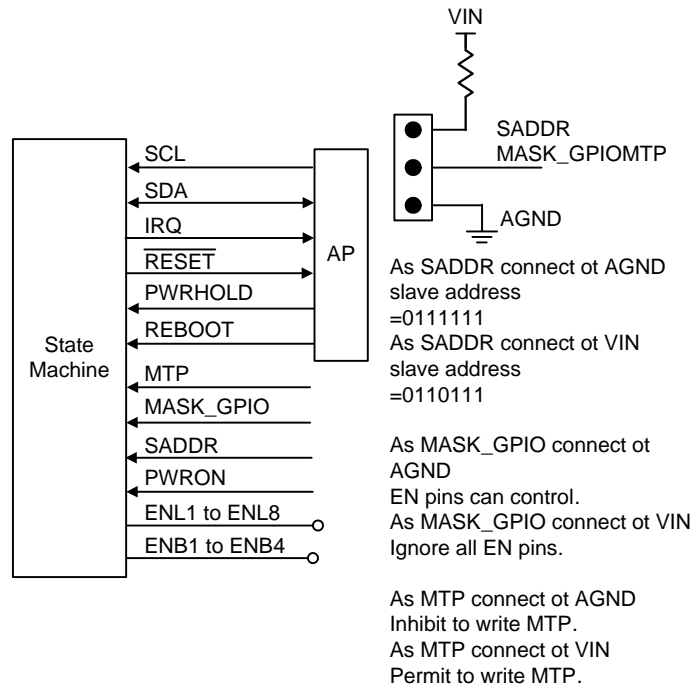 VIN
SADDR
MASK_GPIOMTP
AGND
SCL
SDA
IRQ
RESET
PWRHOLD
REBOOT
AP
State
Machine
MTP
MASK_GPIO
SADDR
PWRON
ENL1 to ENL8
ENB1 to ENB4
As SADDR connect ot AGND
slave address
=0111111
As SADDR connect ot VIN
slave address
=0110111
As MASK_GPIO connect ot
AGND
EN pins can control.
As MASK_GPIO connect ot VIN
Ignore all EN pins.
As MTP connect ot AGND
Inhibit to write MTP.
As MTP connect ot VIN
Permit to write MTP.